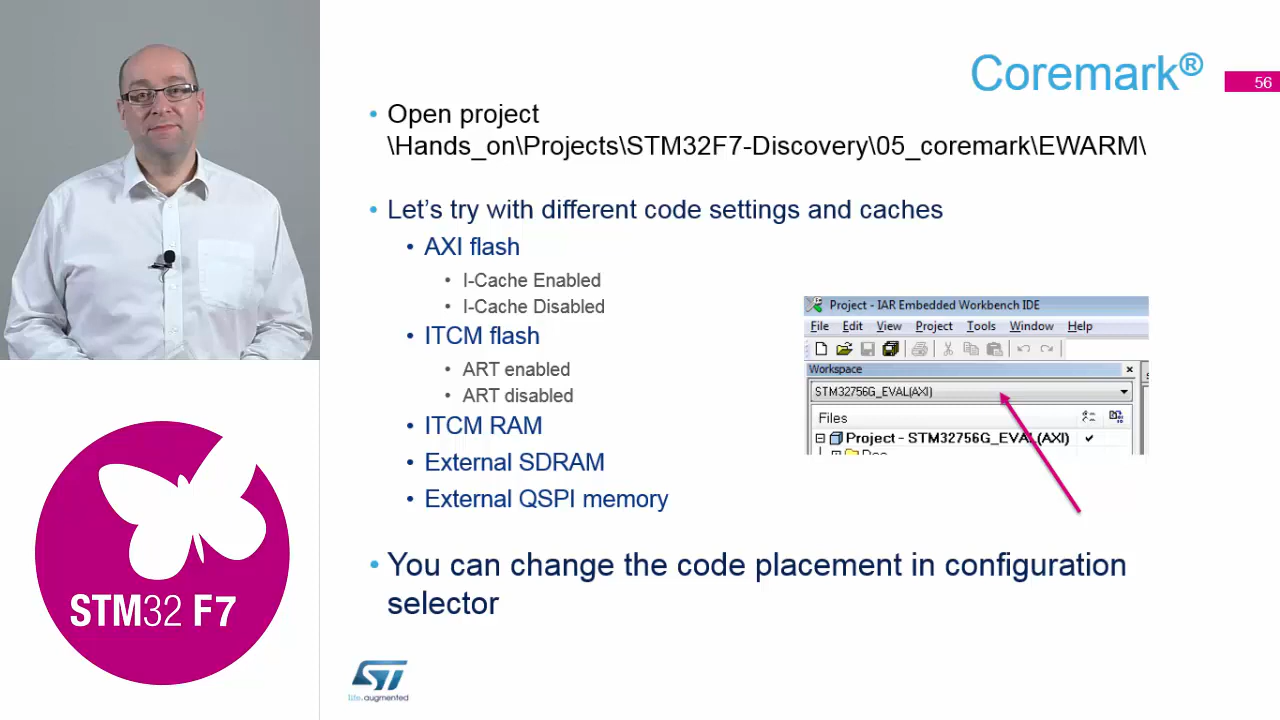 Coremark®
56
• Open project
\Hands_on\Projects\STM32F7-Discovery\05_coremark\EWARM\
• Let's try with different code settings and caches
• AXI flash
• I-Cache Enabled
• I-Cache Disabled
• ITCM flash
• ART enabled
• ART disabled
• ITCM RAM
• External SDRAM
• External QSPI memory
Project - IAR Embedded Workbench IDE
File Edit View Project Tools Window Help
Workspace
STM32756G_EVAL(AXI)
Files
Project - STM32756G_EVAL(AXI)
• You can change the code placement in configuration
selector
STM32 F7
ST
life.augmented